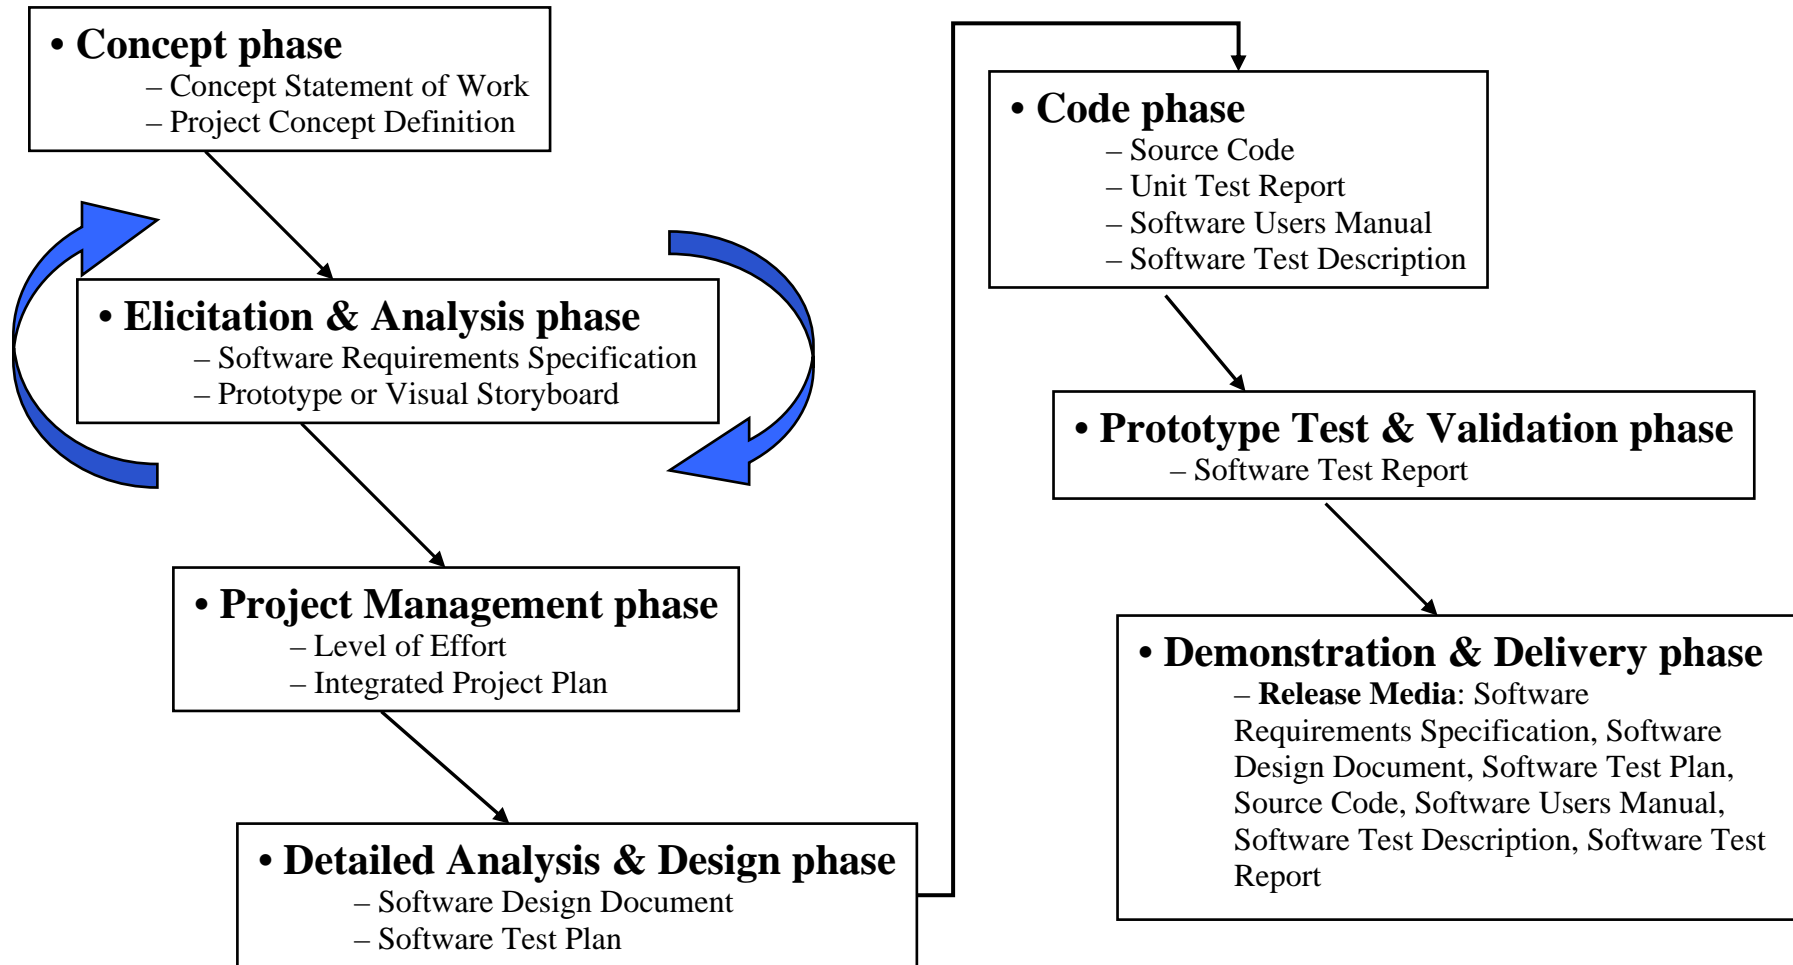 • Concept phase
– Concept Statement of Work
– Project Concept Definition
• Elicitation & Analysis phase
– Software Requirements Specification
– Prototype or Visual Storyboard
• Project Management phase
– Level of Effort
– Integrated Project Plan
• Detailed Analysis & Design phase
– Software Design Document
– Software Test Plan
• Code phase
– Source Code
– Unit Test Report
– Software Users Manual
– Software Test Description
• Prototype Test & Validation phase
– Software Test Report
• Demonstration & Delivery phase
– Release Media: Software
Requirements Specification, Software
Design Document, Software Test Plan,
Source Code, Software Users Manual,
Software Test Description, Software Test
Report